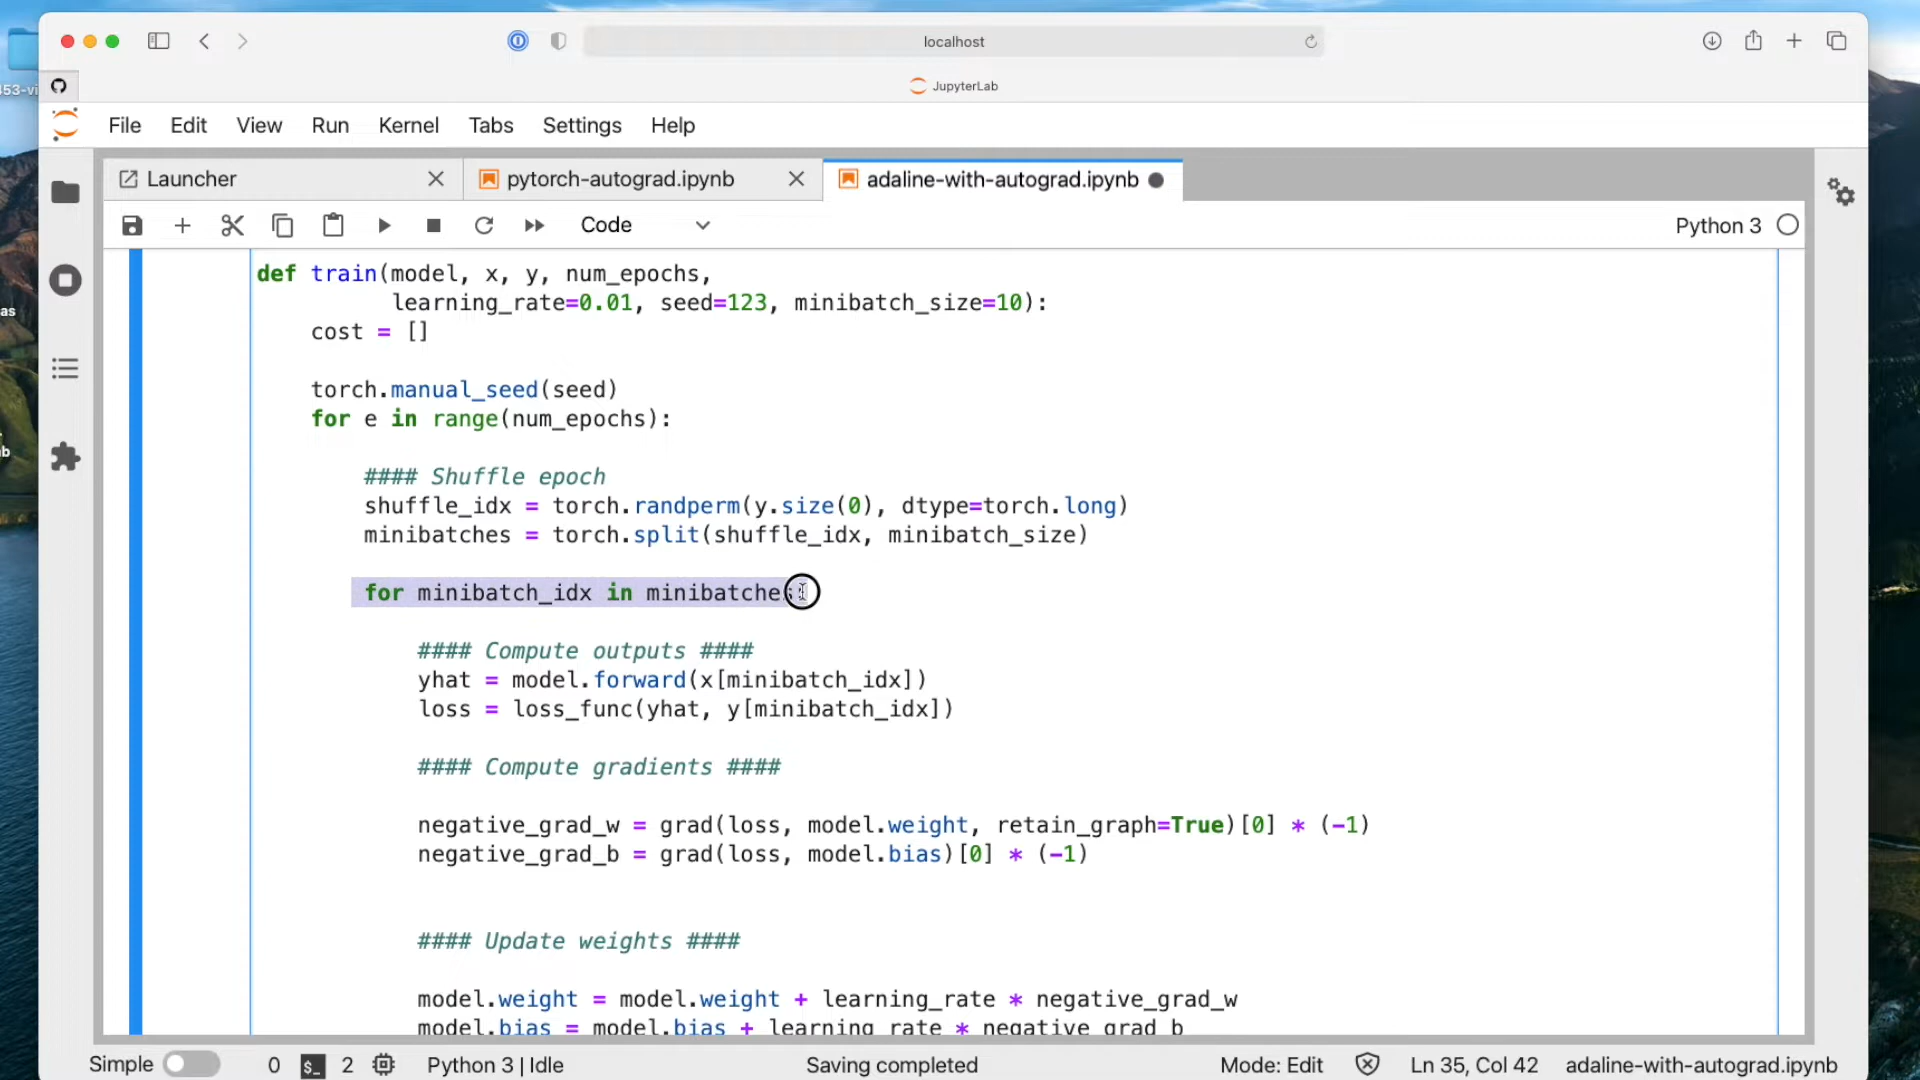 localhost
453-vi
JupyterLab
File Edit View Run Kernel Tabs Settings Help
Launcher
pytorch-autograd.ipynb
adaline-with-autograd.ipynb
Code
Python 3
def train(model, x, y, num_epochs,
learning_rate=0.01, seed=123, minibatch_size=10):
as
cost = []
torch.manual_seed(seed)
for e in range(num_epochs):
b
#### Shuffle epoch
shuffle_idx = torch.randperm(y.size(0), dtype=torch.long)
minibatches = torch.split(shuffle_idx, minibatch_size)
for minibatch_idx in minibatches:
#### Compute outputs ####
yhat = model.forward(x[minibatch_idx])
loss = loss_func(yhat, y[minibatch_idx])
#### Compute gradients ####
negative_grad_w = grad(loss, model.weight, retain_graph=True)[0] * (-1)
negative_grad_b = grad(loss, model.bias)[0] * (-1)
#### Update weights ####
model.weight = model.weight + learning_rate * negative_grad_w
model.bias = model.bias + learning_rate * negative_grad_b
Simple 0 $_ 2 Python 3 | Idle Saving completed Mode: Edit Ln 35, Col 42 adaline-with-autograd.ipynb